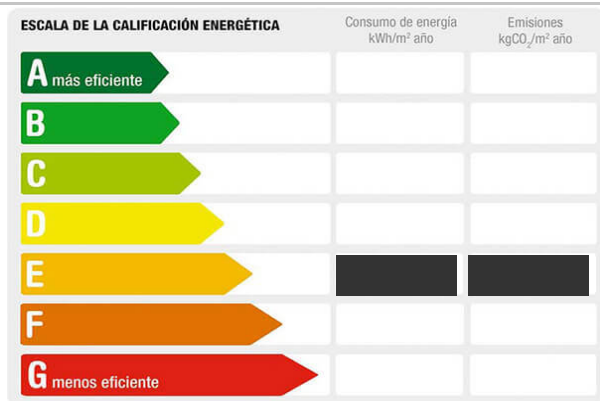 ESCALA DE LA CALIFICACIÓN ENERGÉTICA
Consumo de energía
kWh/m² año
Emisiones
kgCO₂/m² año
A más eficiente
B
C
D
E
F
G menos eficiente